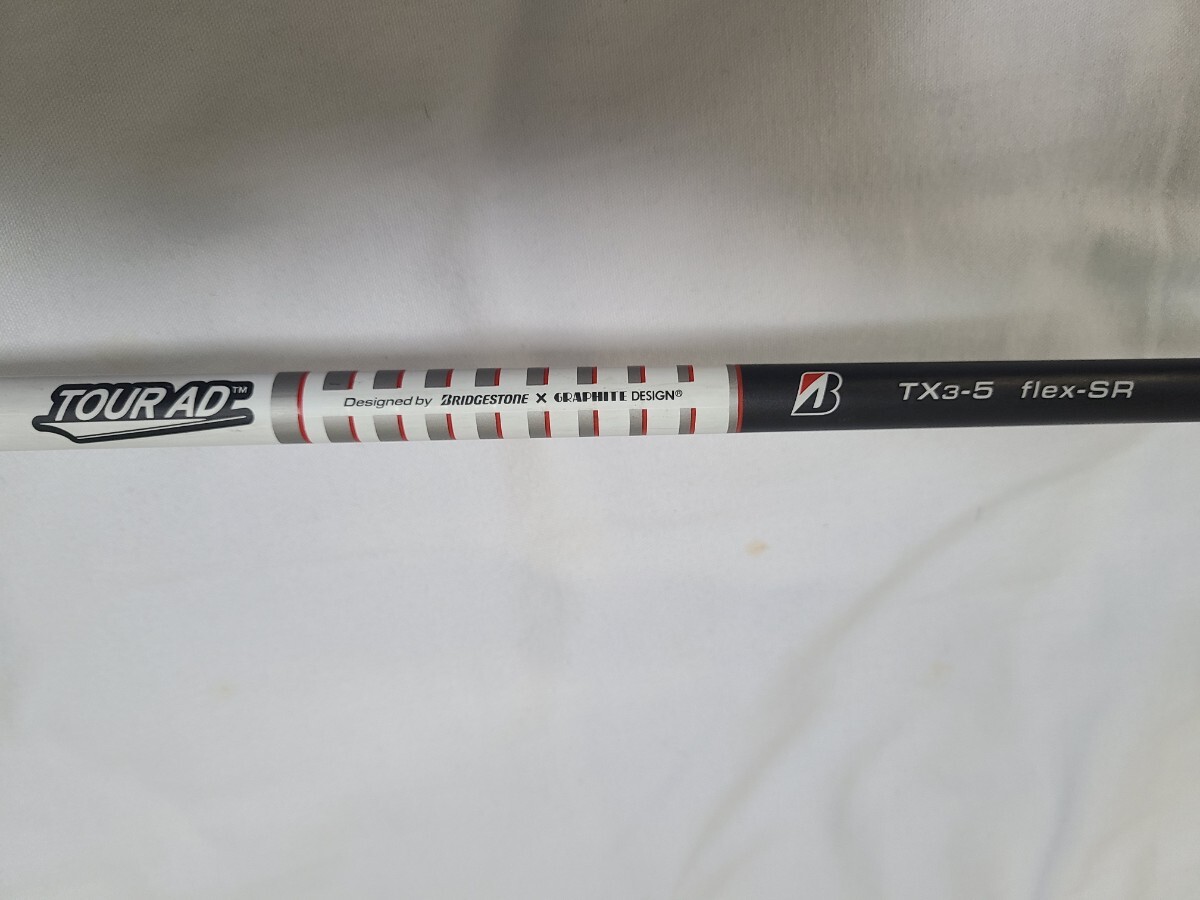 TOUR AD™
Designed by BRIDGESTONE X GRAPHITE DESIGN®
B TX3-5 flex-SR